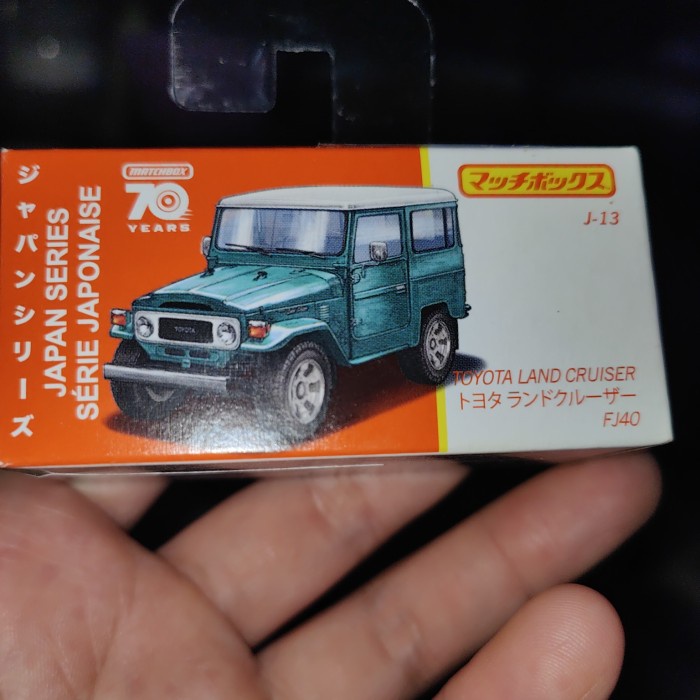 ジャパンシリーズ
JAPAN SERIES
SÉRIE JAPONAISE
MATCHBOX
70
YEARS
TOYOTA
マッチボックス
J-13
TOYOTA LAND CRUISER
トヨタ ランドクルーザー
FJ40